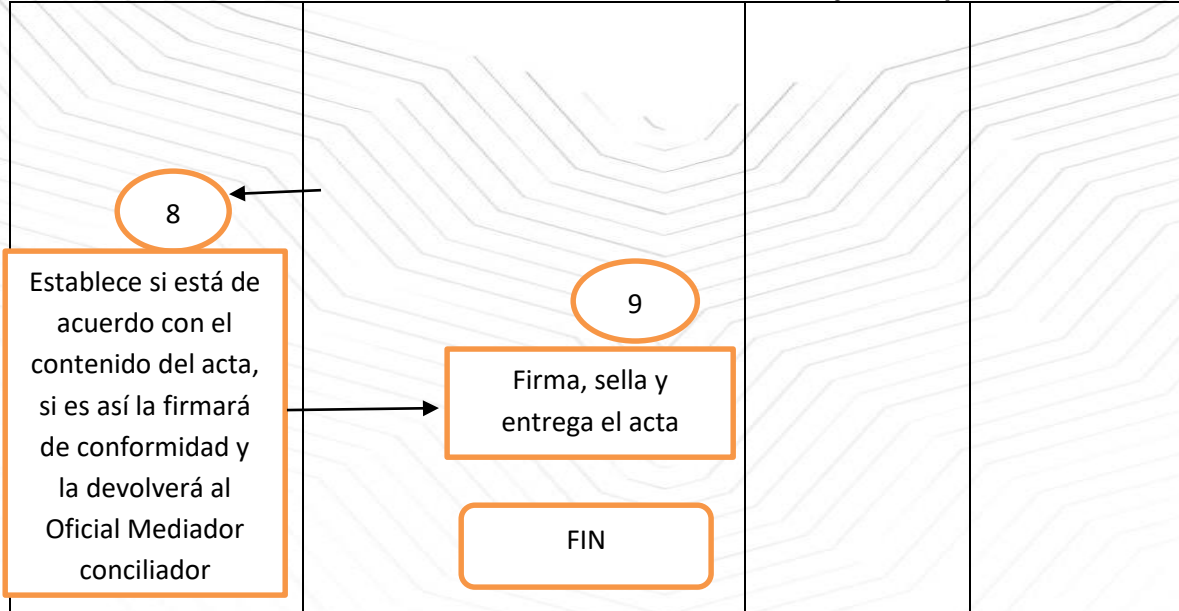 8
Establece si está de
acuerdo con el
contenido del acta,
si es así la firmará
de conformidad y
la devolverá al
Oficial Mediador
conciliador
9
Firma, sella y
entrega el acta
FIN